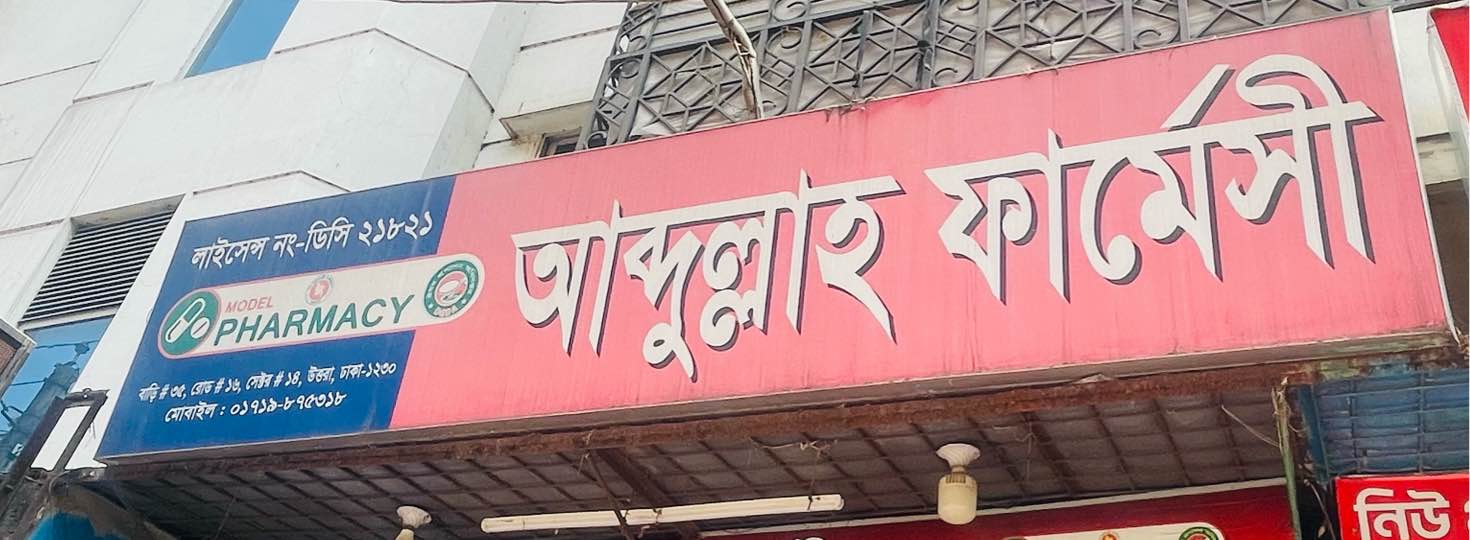 লাইসেন্স নং-ডিসি ২১৮২১
MODEL
PHARMACY
বাড়ি # ৩৫, রোড # ১৬, সেক্টর # ১৪, উত্তরা, ঢাকা-১২৩০
মোবাইল : ০১৭১৯-৮৭৫৩১৮
আব্দুল্লাহ ফার্মেসী
নিউ